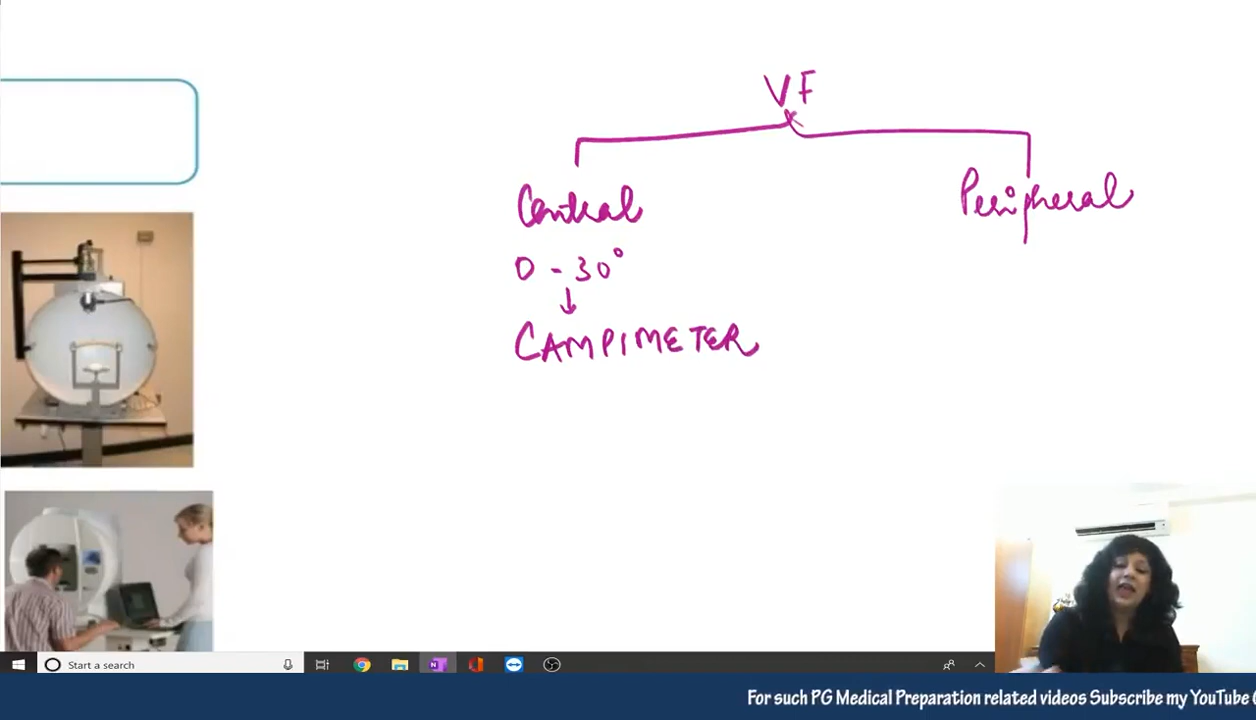 VF
Central
Peripheral
0 - 30°
CAMPIMETER
Start a search
For such PG Medical Preparation related videos Subscribe my YouTube